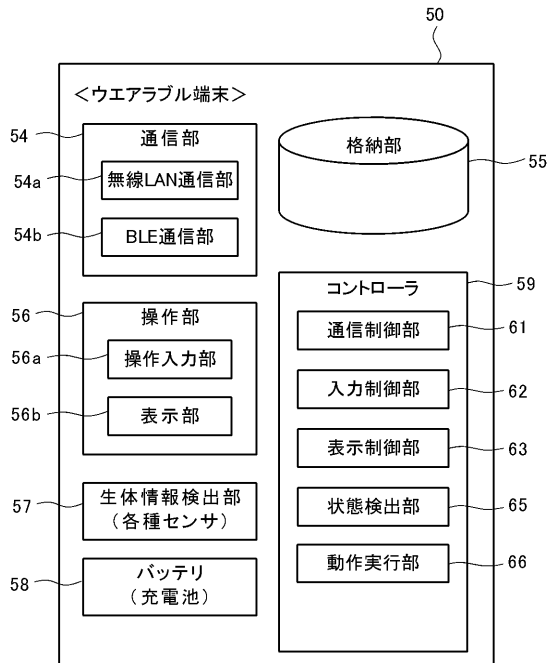 50
＜ウエアラブル端末＞
54
通信部
54a
無線LAN通信部
54b
BLE通信部
格納部
55
56
操作部
56a
操作入力部
56b
表示部
57
生体情報検出部
（各種センサ）
58
バッテリ
（充電池）
コントローラ
59
通信制御部
61
入力制御部
62
表示制御部
63
状態検出部
65
動作実行部
66